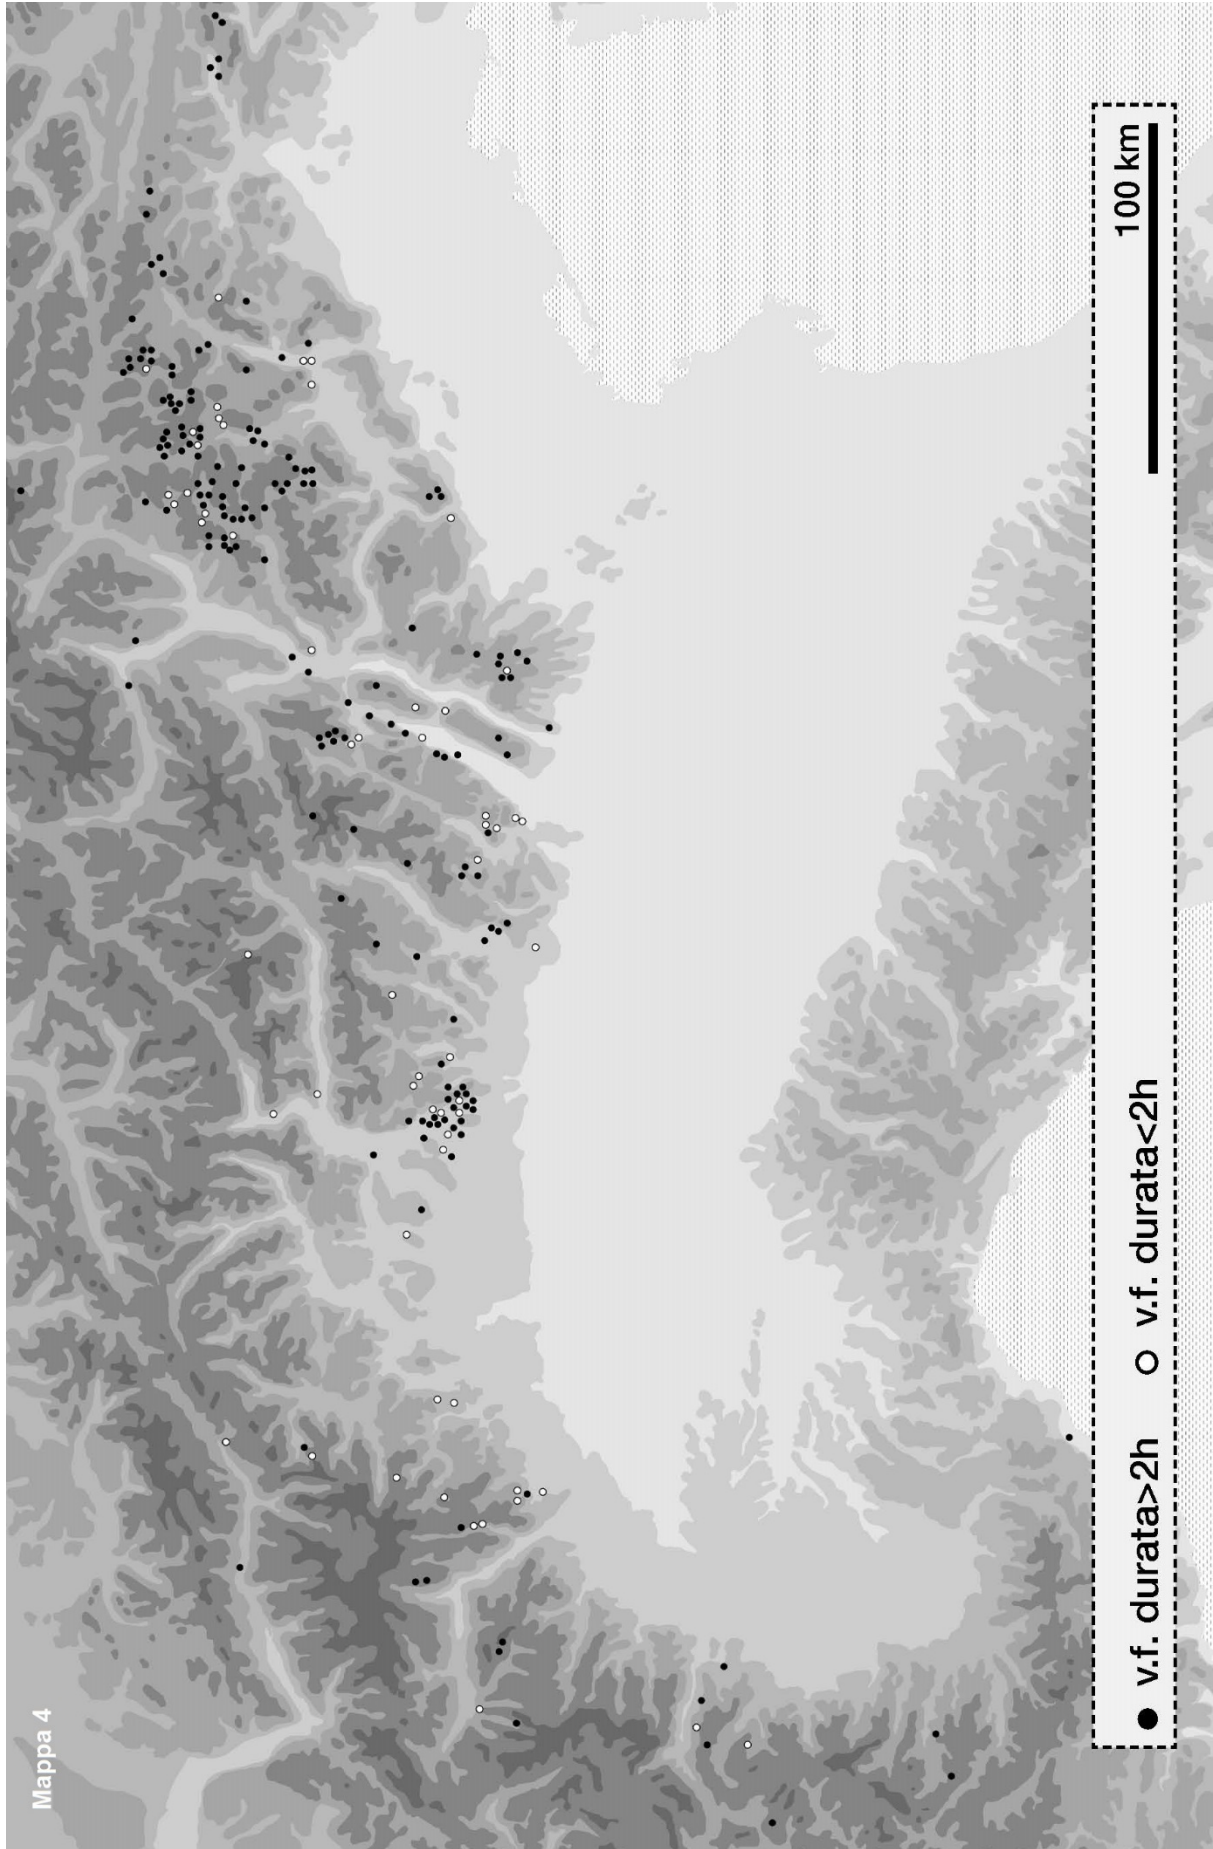 Mappa 4
100 km
● v.f. durata>2h ○ v.f. durata<2h